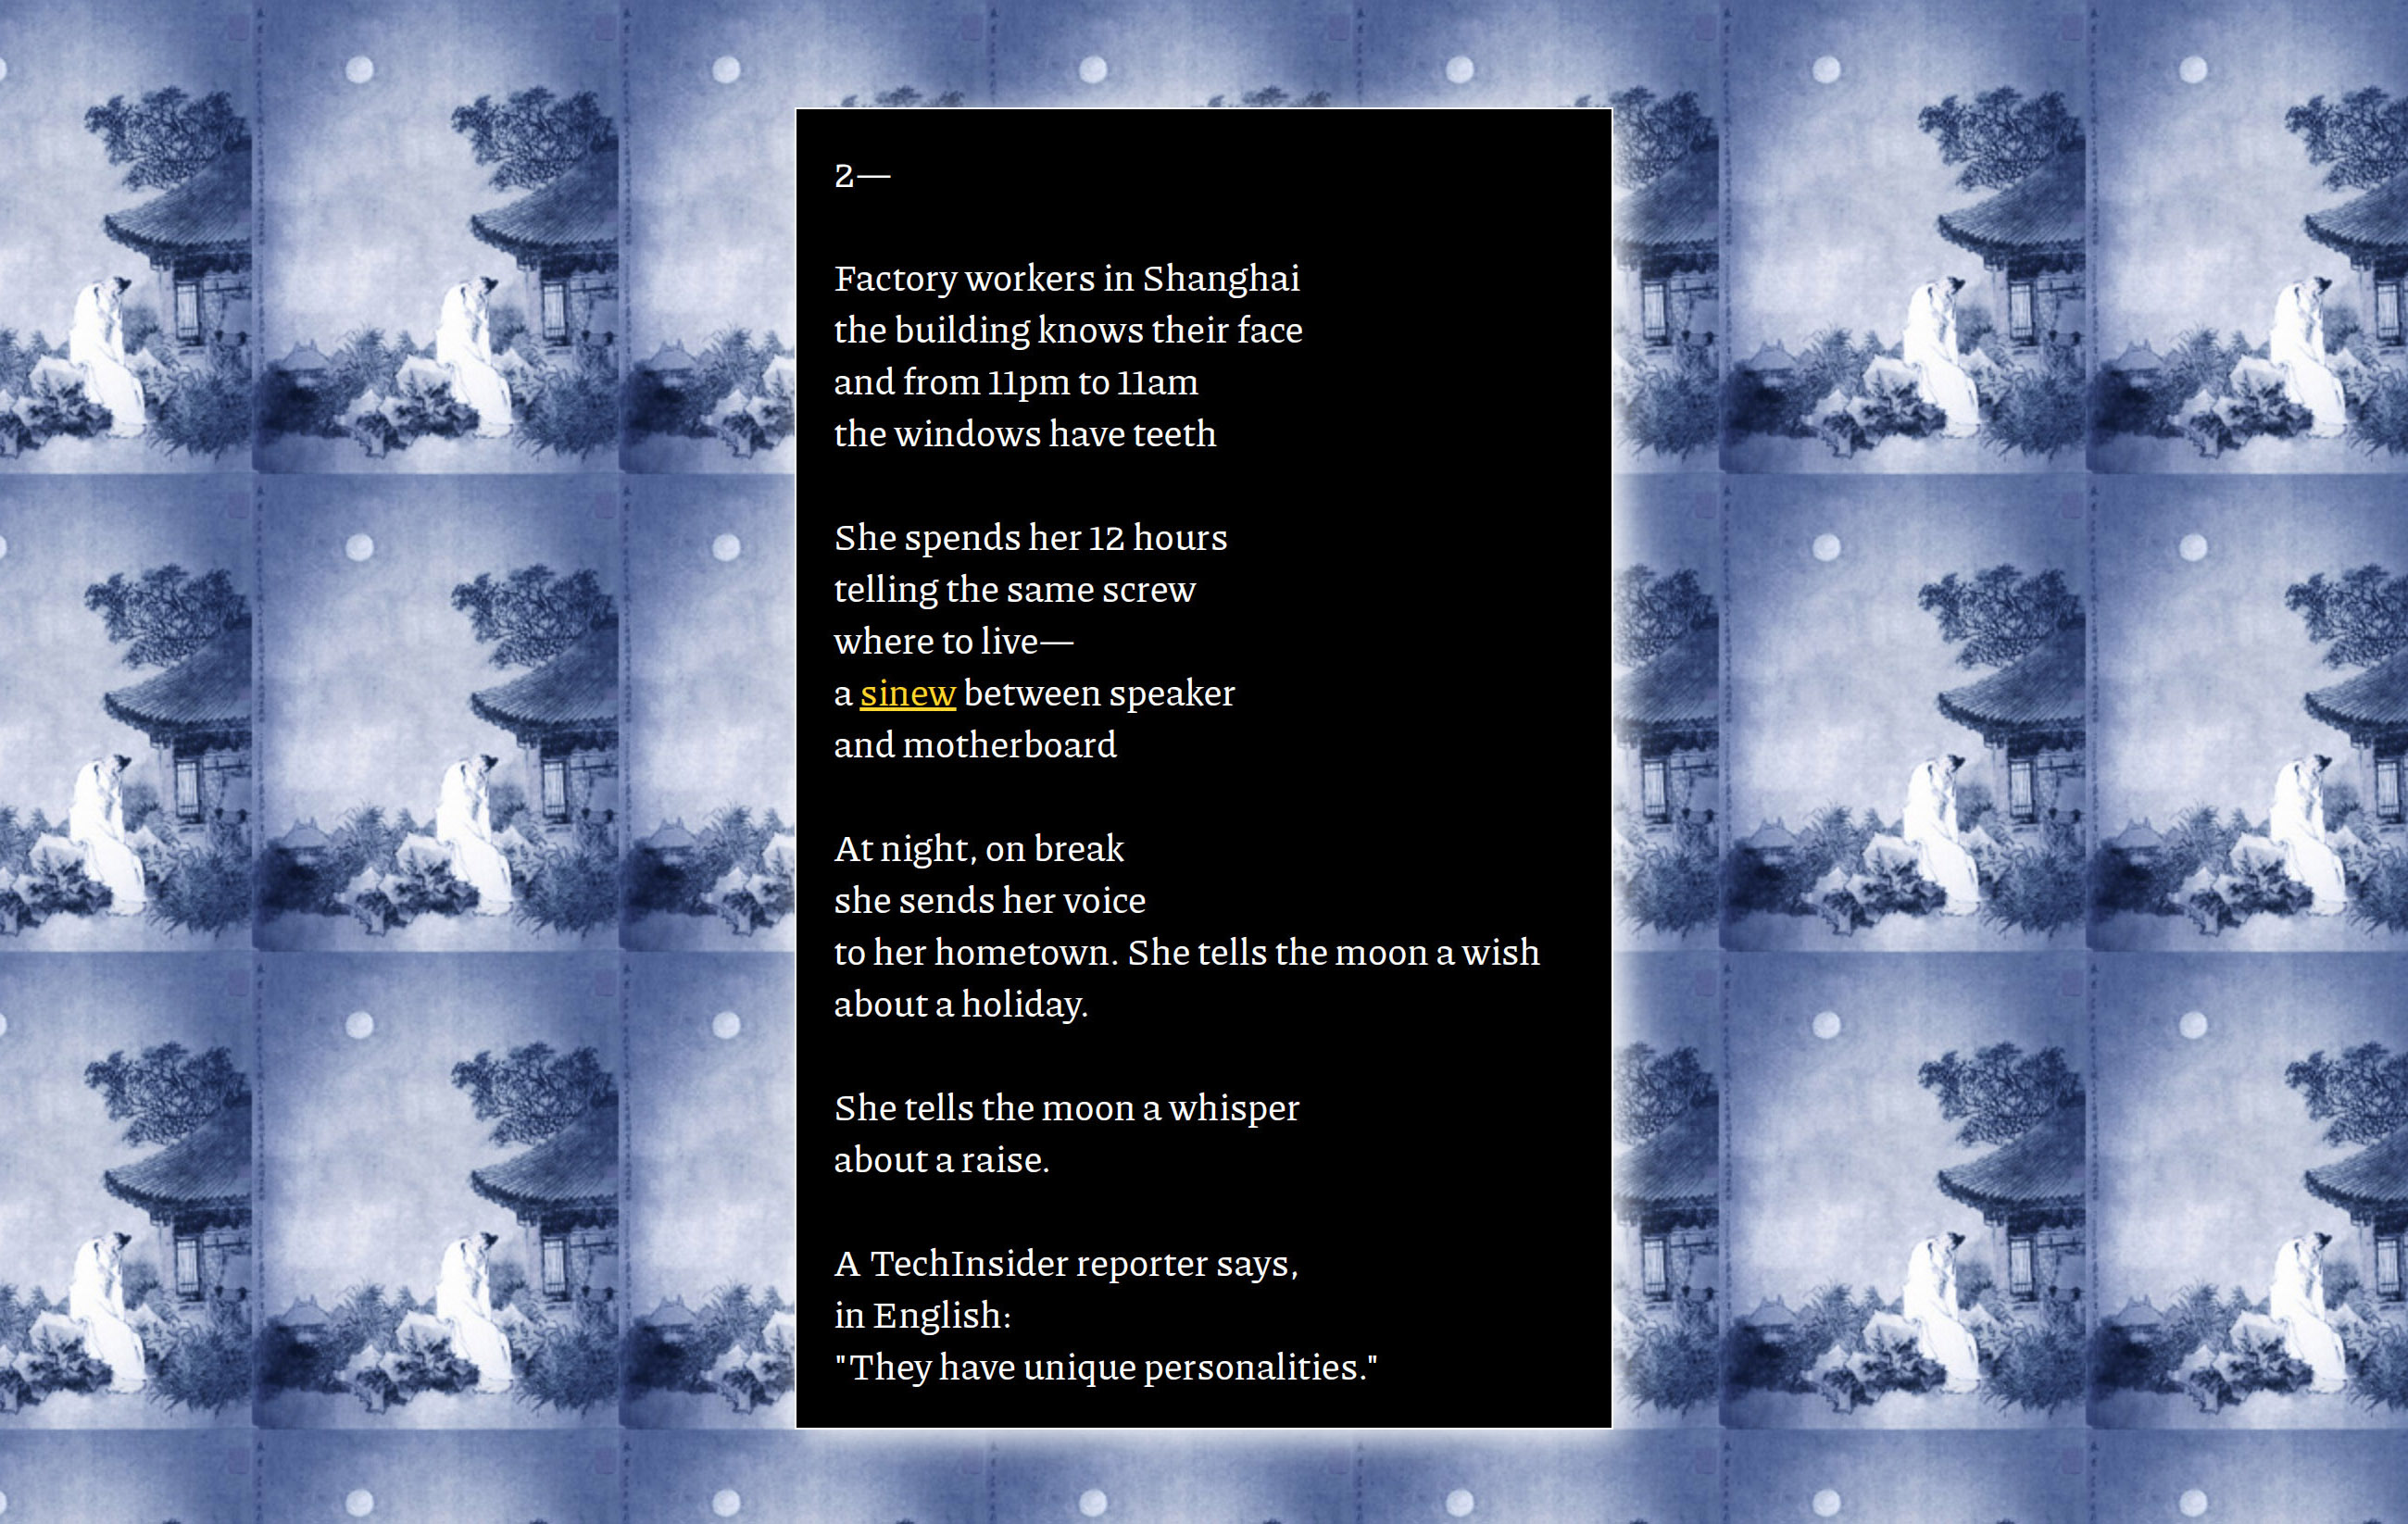 2—
Factory workers in Shanghai
the building knows their face
and from 11pm to 11am
the windows have teeth
She spends her 12 hours
telling the same screw
where to live—
a sinew between speaker
and motherboard
At night, on break
she sends her voice
to her hometown. She tells the moon a wish
about a holiday.
She tells the moon a whisper
about a raise.
A TechInsider reporter says,
in English:
"They have unique personalities."